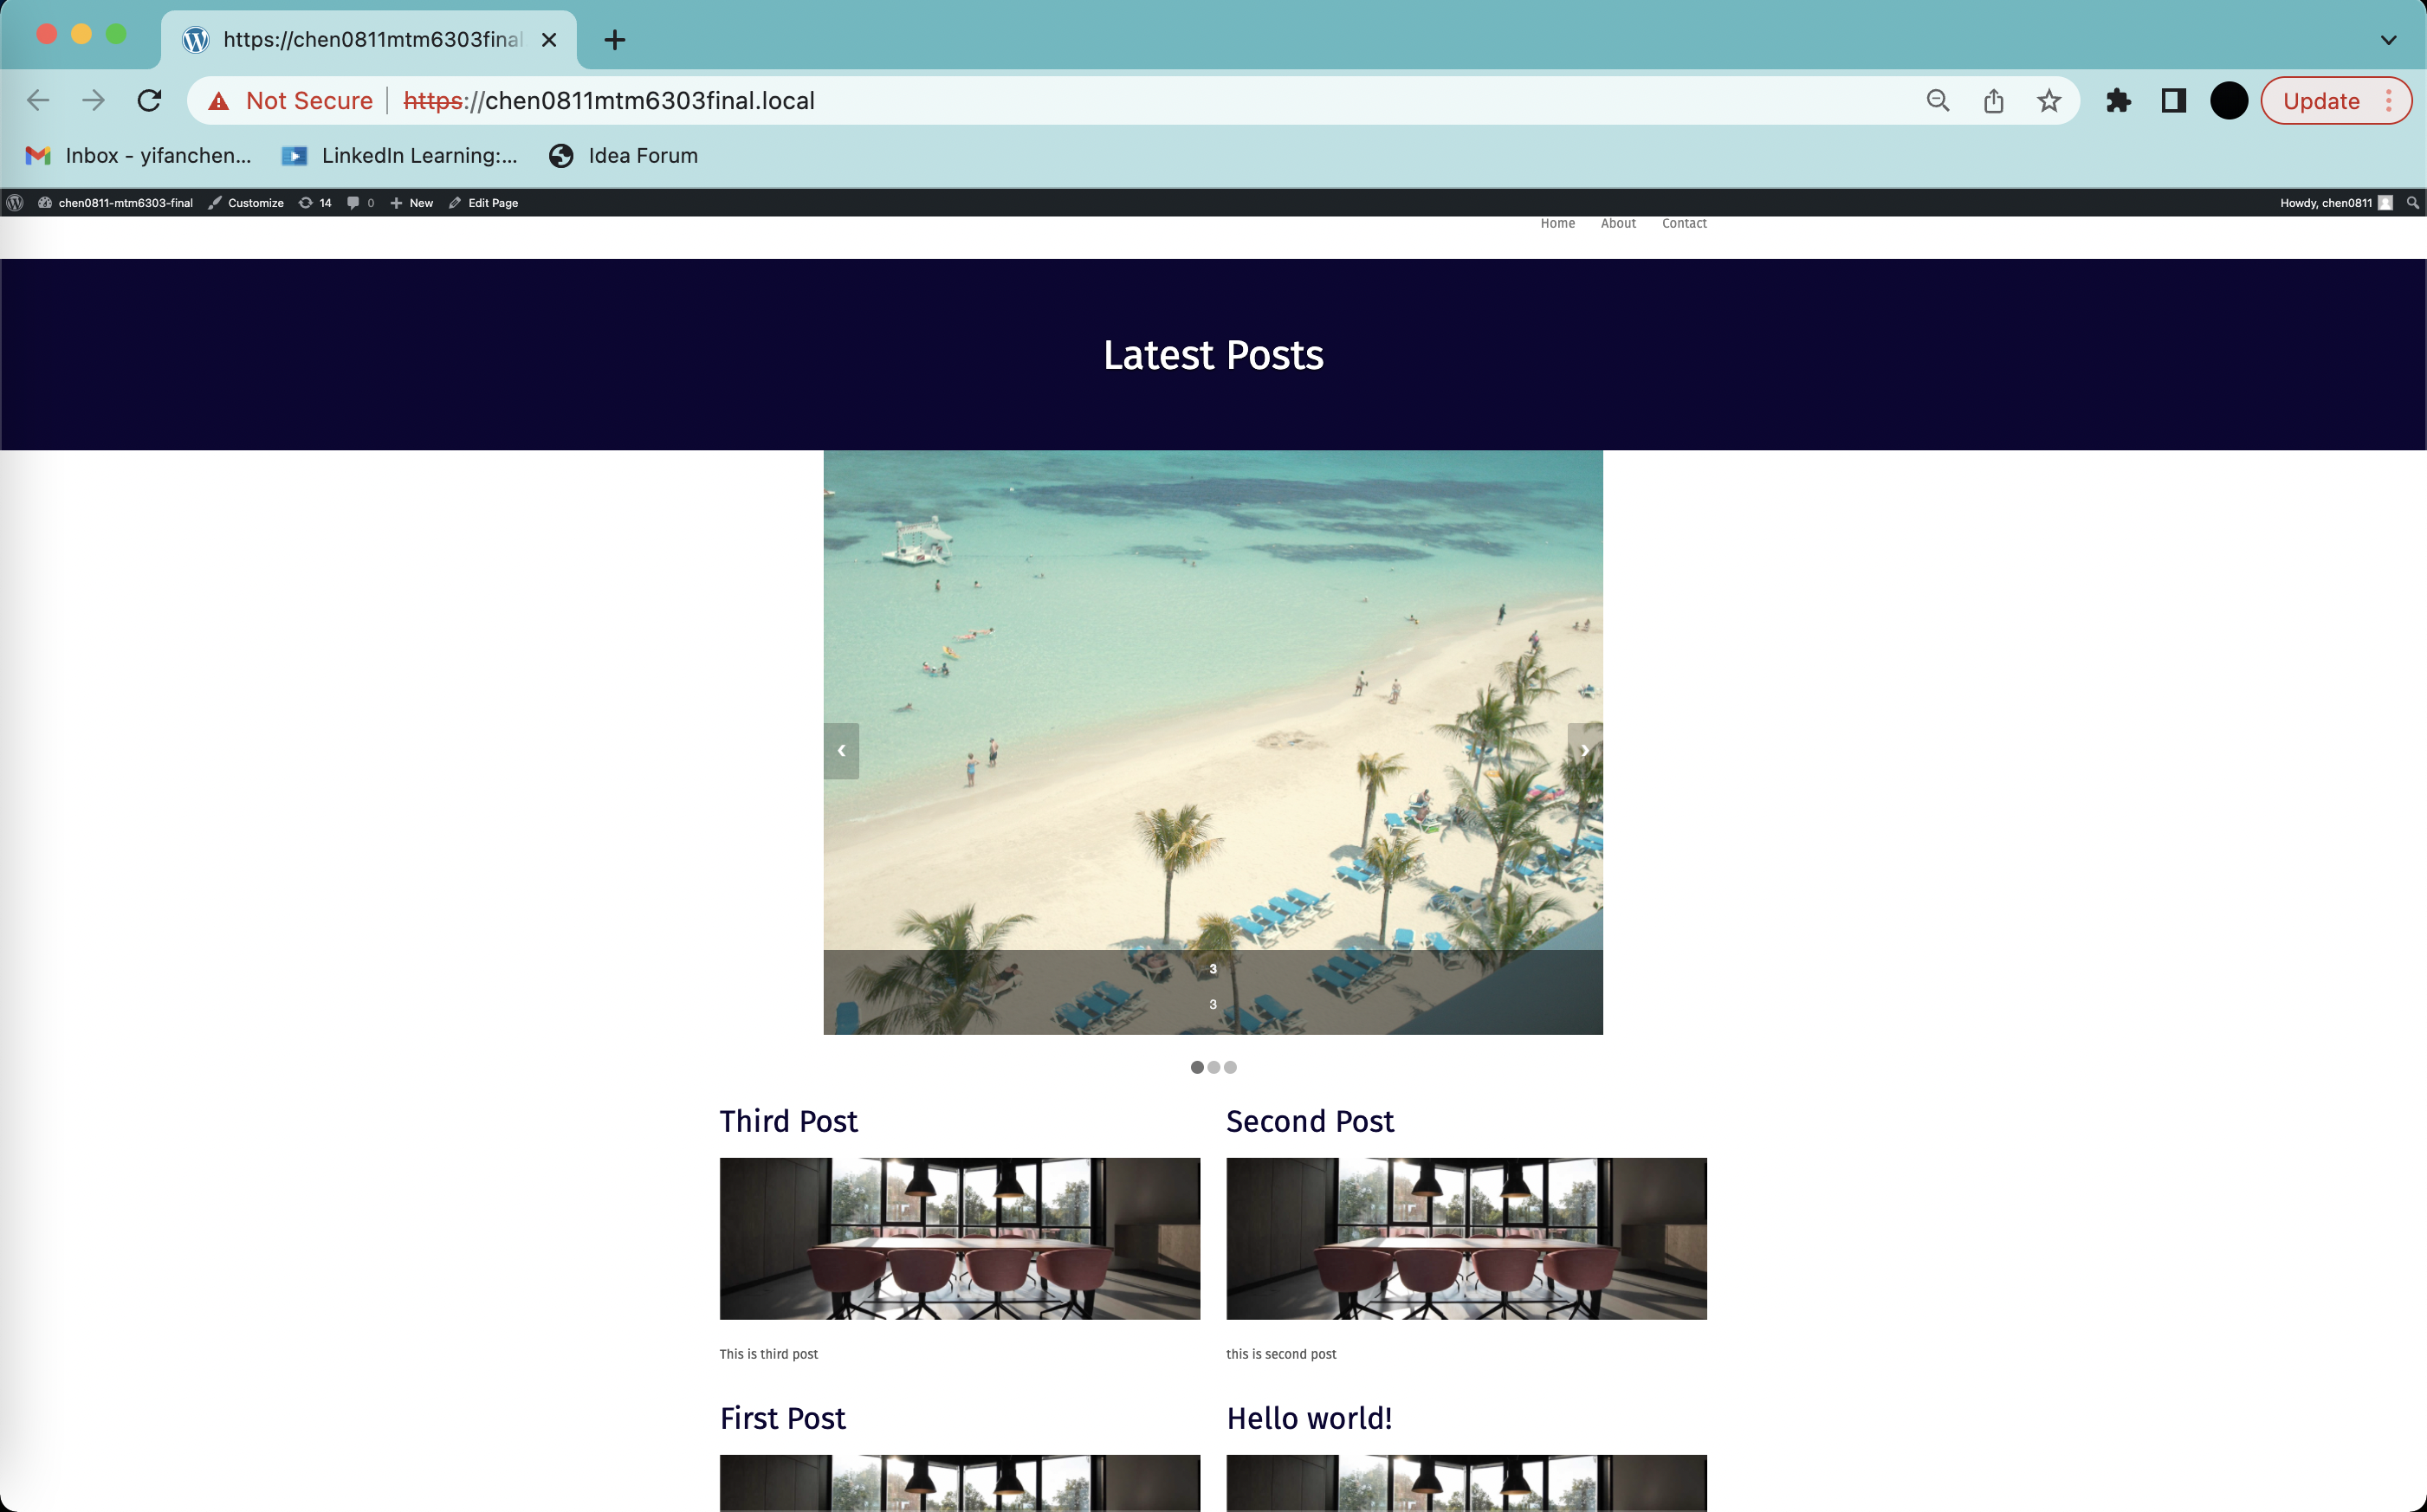 https://chen0811mtm6303final
Not Secure https://chen0811mtm6303final.local Update
Inbox - yifanchen... LinkedIn Learning:... Idea Forum
chen0811-mtm6303-final Customize 14 0 New Edit Page Howdy, chen0811
Home About Contact
Latest Posts
‹ ›
3
3
Third Post Second Post
This is third post this is second post
First Post Hello world!